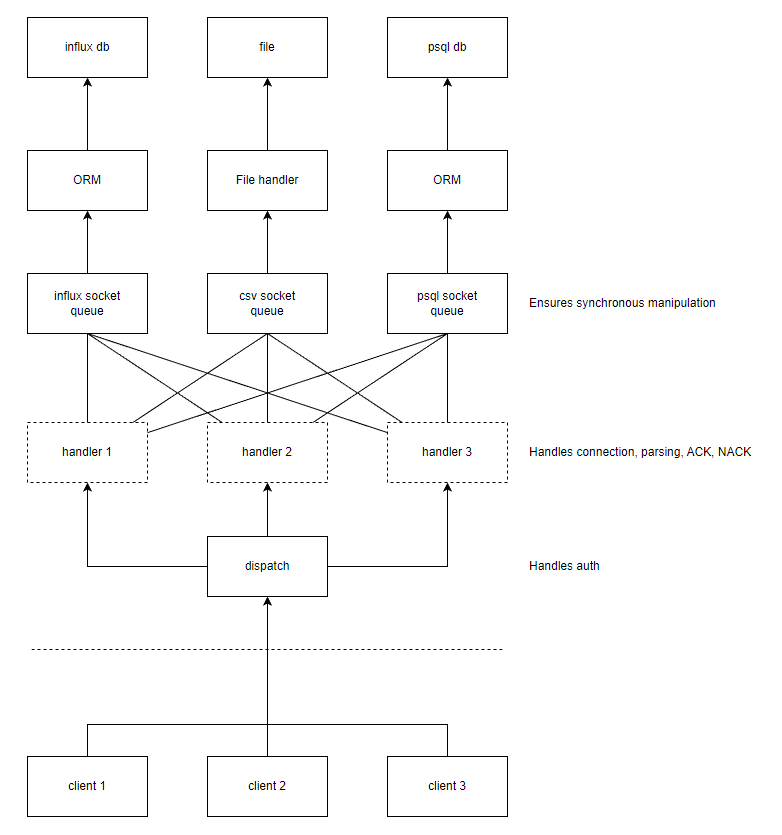 influx db
file
psql db
ORM
File handler
ORM
influx socket
queue
csv socket
queue
psql socket
queue
Ensures synchronous manipulation
handler 1
handler 2
handler 3
Handles connection, parsing, ACK, NACK
dispatch
Handles auth
client 1
client 2
client 3